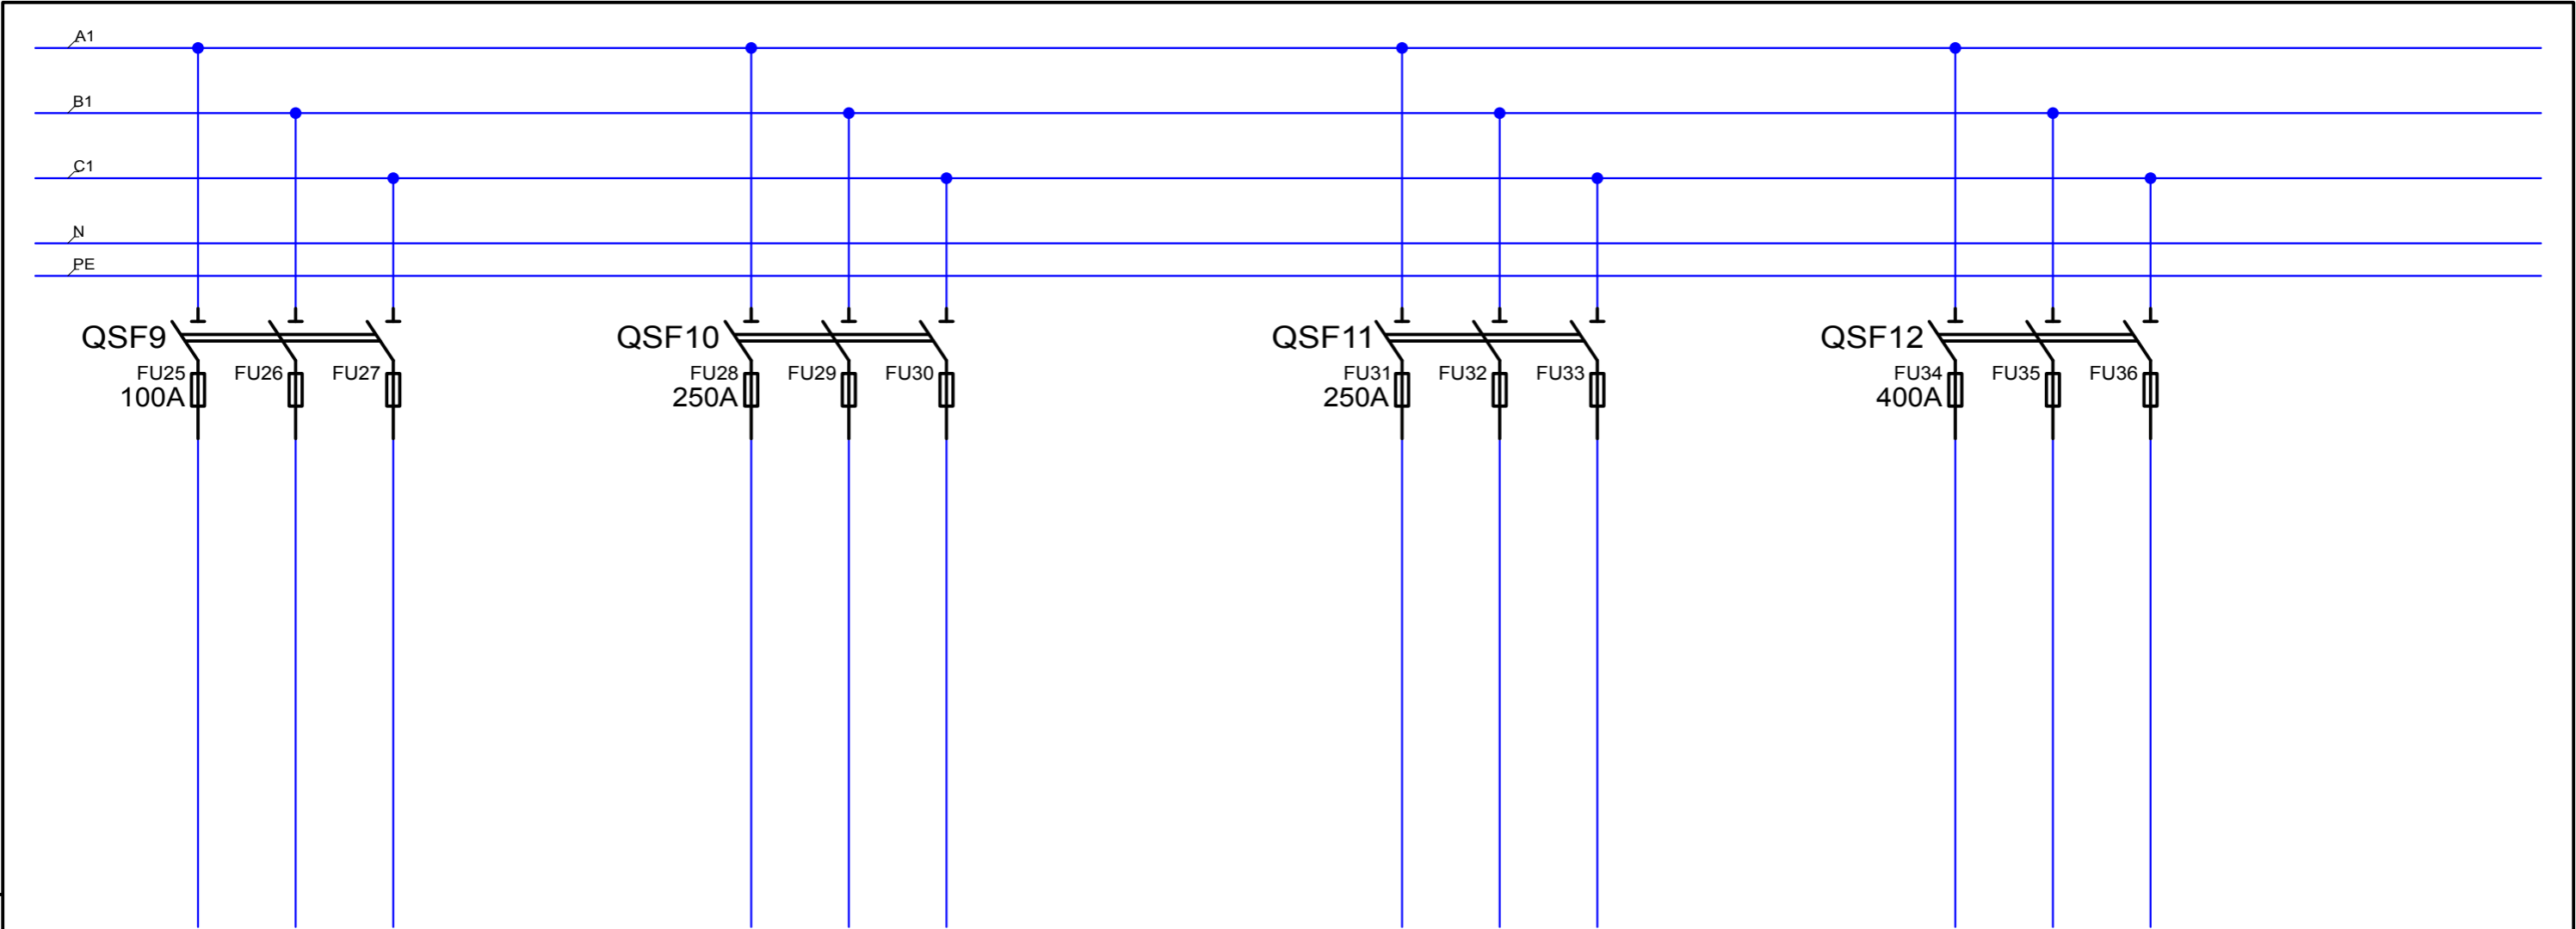 A1
B1
C1
N
PE
QSF9
QSF10
QSF11
QSF12
FU25 FU26 FU27 FU28 FU29 FU30 FU31 FU32 FU33 FU34 FU35 FU36
100A 250A 250A 400A